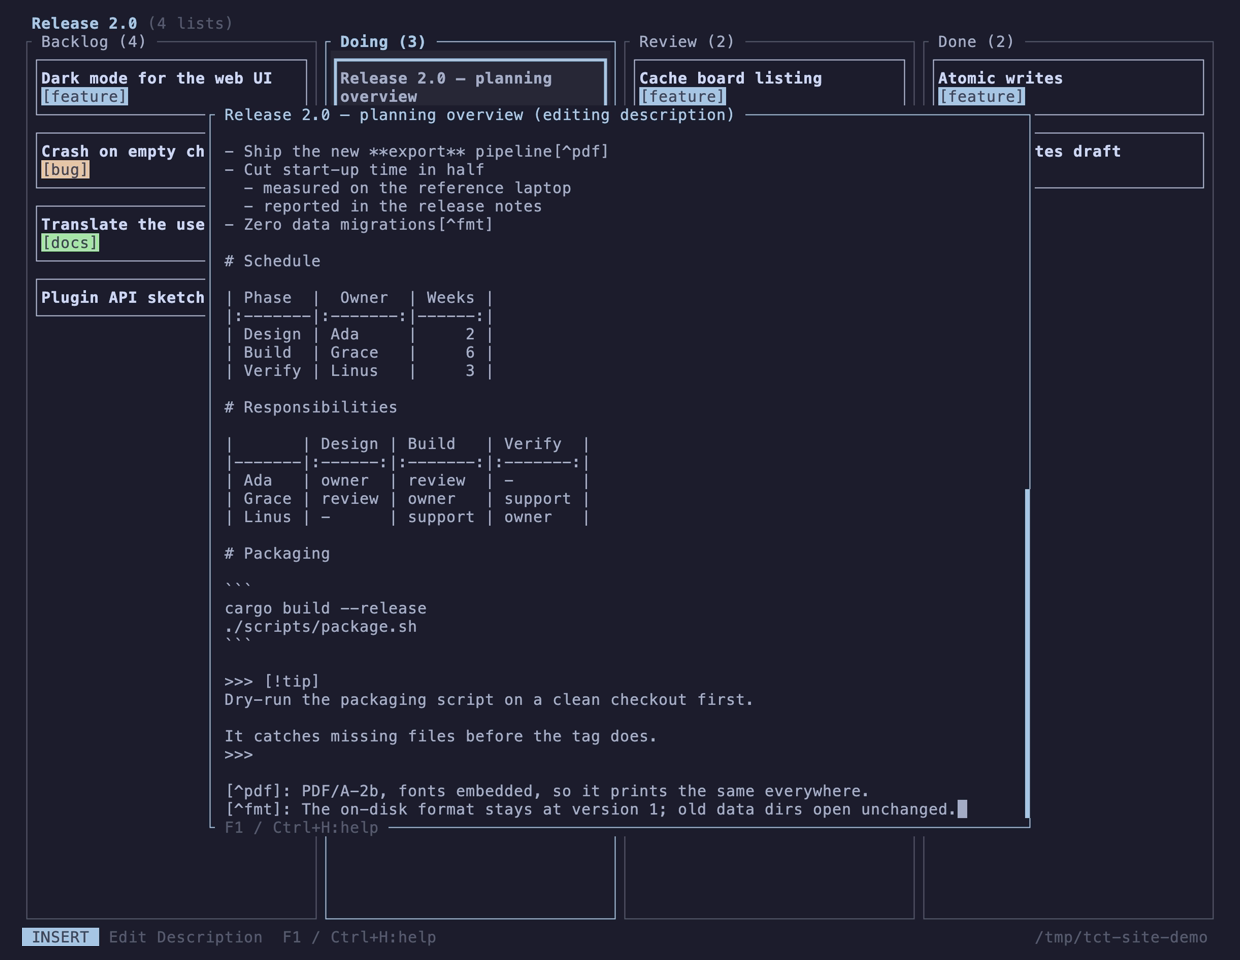 Release 2.0 (4 lists)
Backlog (4)
Doing (3)
Review (2)
Done (2)
Dark mode for the web UI
[feature]
Release 2.0 — planning
overview
Cache board listing
[feature]
Atomic writes
[feature]
Crash on empty ch
[bug]
tes draft
Translate the use
[docs]
Plugin API sketch
Release 2.0 — planning overview (editing description)
- Ship the new **export** pipeline[^pdf]
- Cut start-up time in half
  - measured on the reference laptop
  - reported in the release notes
- Zero data migrations[^fmt]
# Schedule
| Phase  |  Owner  | Weeks |
|:-------|:-------:|------:|
| Design | Ada     |     2 |
| Build  | Grace   |     6 |
| Verify | Linus   |     3 |
# Responsibilities
|       | Design | Build   | Verify  |
|-------|:------:|:-------:|:-------:|
| Ada   | owner  | review  | -       |
| Grace | review | owner   | support |
| Linus | -      | support | owner   |
# Packaging
```
cargo build --release
./scripts/package.sh
```
>>> [!tip]
Dry-run the packaging script on a clean checkout first.
It catches missing files before the tag does.
>>>
[^pdf]: PDF/A-2b, fonts embedded, so it prints the same everywhere.
[^fmt]: The on-disk format stays at version 1; old data dirs open unchanged.
F1 / Ctrl+H:help
INSERT Edit Description  F1 / Ctrl+H:help
/tmp/tct-site-demo